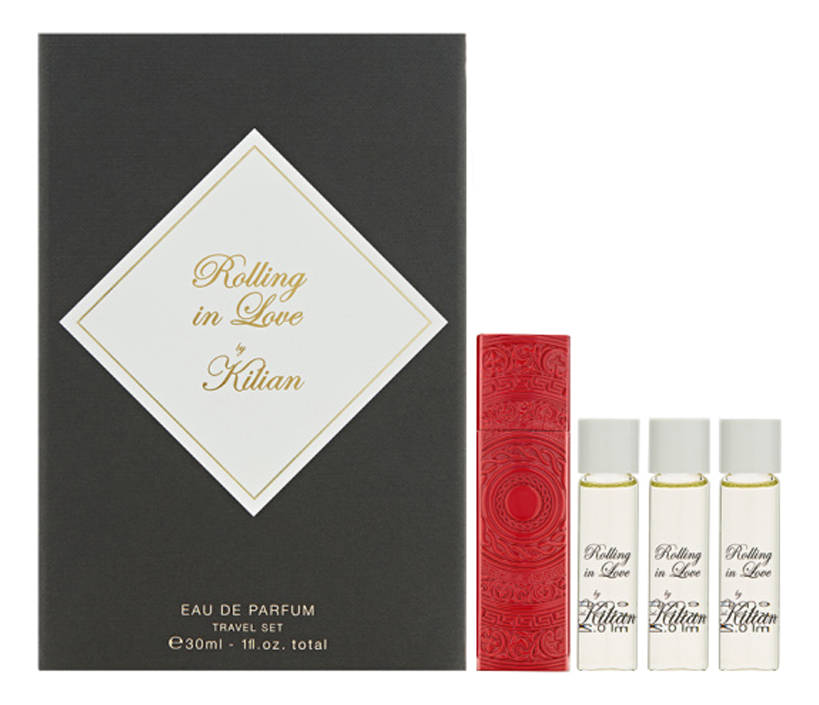 Rolling
in Love
by
Kilian
EAU DE PARFUM
TRAVEL SET
℮30ml - 1fl.oz. total
Rolling
in Love
by
Kilian
Rolling
in Love
by
Kilian
Rolling
in Love
by
Kilian